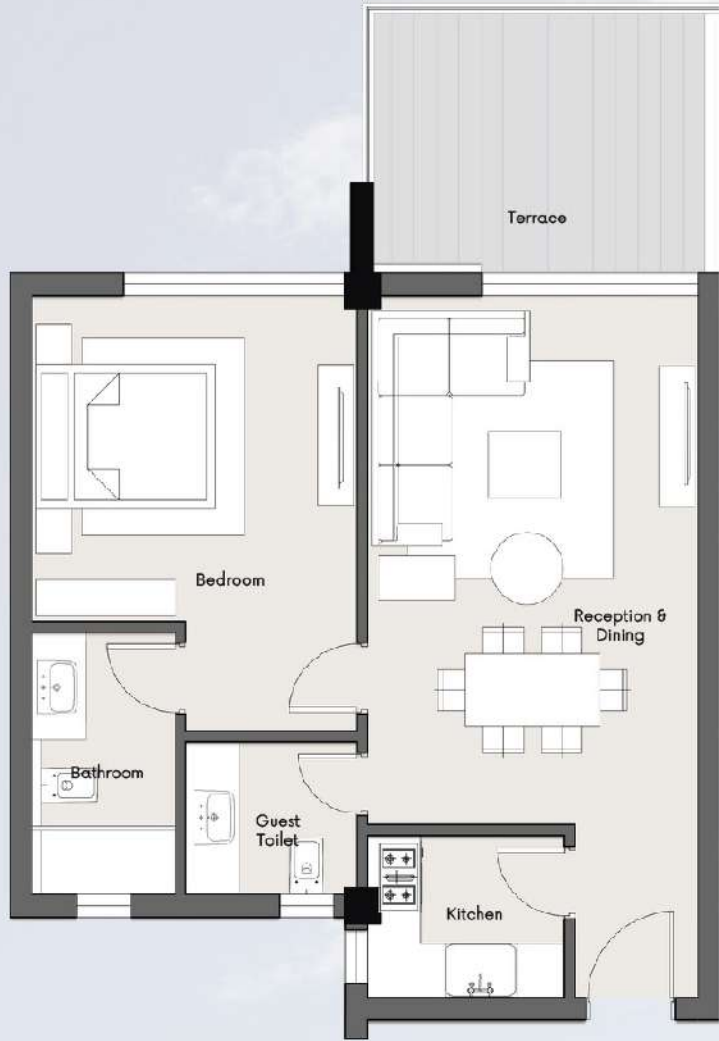 Terrace
Bedroom
Reception &
Dining
Bathroom
Guest
Toilet
Kitchen